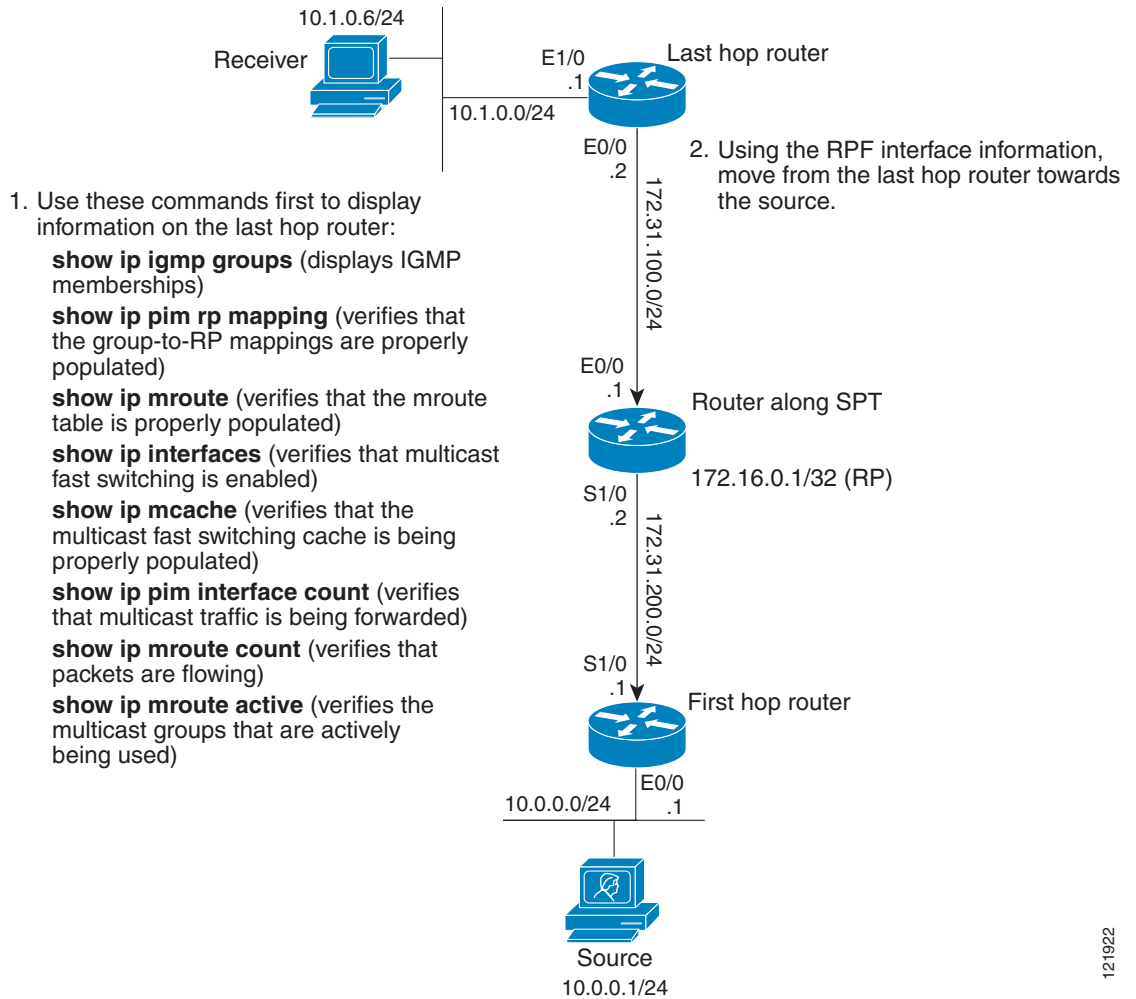 10.1.0.6/24
Receiver
E1/0
.1
Last hop router
10.1.0.0/24
E0/0
.2
172.31.100.0/24
2. Using the RPF interface information,
move from the last hop router towards
the source.
1. Use these commands first to display
information on the last hop router:
show ip igmp groups (displays IGMP
memberships)
show ip pim rp mapping (verifies that
the group-to-RP mappings are properly
populated)
show ip mroute (verifies that the mroute
table is properly populated)
show ip interfaces (verifies that multicast
fast switching is enabled)
show ip mcache (verifies that the
multicast fast switching cache is being
properly populated)
show ip pim interface count (verifies
that multicast traffic is being forwarded)
show ip mroute count (verifies that
packets are flowing)
show ip mroute active (verifies the
multicast groups that are actively
being used)
E0/0
.1
Router along SPT
172.16.0.1/32 (RP)
S1/0
.2
172.31.200.0/24
S1/0
.1
First hop router
E0/0
.1
10.0.0.0/24
Source
10.0.0.1/24
121922